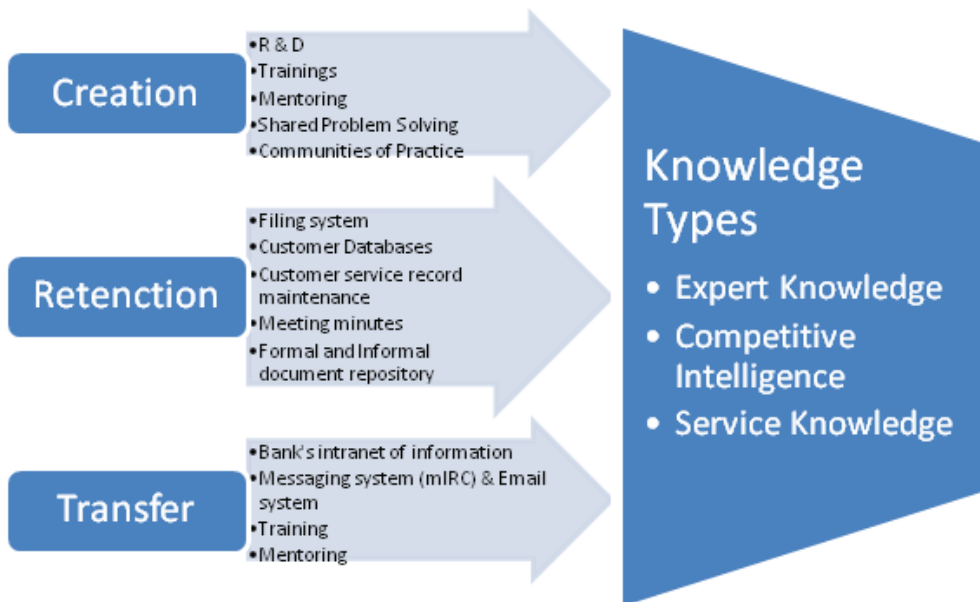 Creation
•R & D
•Trainings
•Mentoring
•Shared Problem Solving
•Communities of Practice
Retenction
•Filing system
•Customer Databases
•Customer service record
maintenance
•Meeting minutes
•Formal and Informal
document repository
Transfer
•Bank's intranet of information
•Messaging system (mIRC) & Email
system
•Training
•Mentoring
Knowledge
Types
• Expert Knowledge
• Competitive
Intelligence
• Service Knowledge